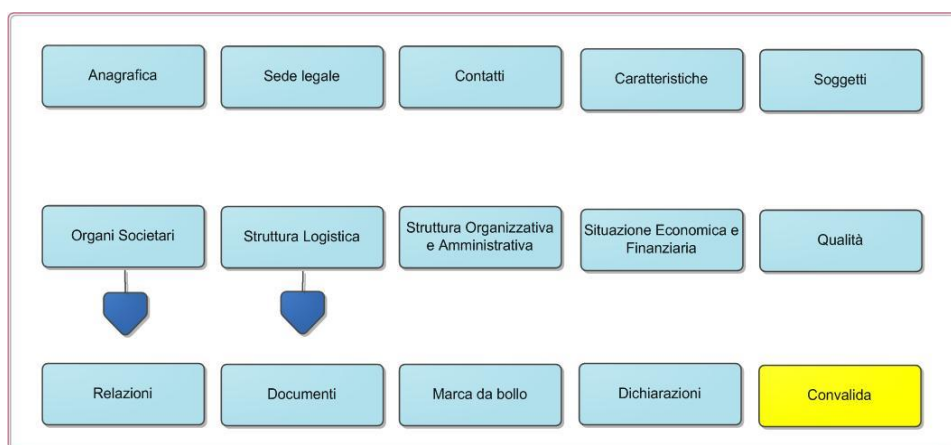 Anagrafica
Sede legale
Contatti
Caratteristiche
Soggetti
Organi Societari
Struttura Logistica
Struttura Organizzativa
e Amministrativa
Situazione Economica e
Finanziaria
Qualità
Relazioni
Documenti
Marca da bollo
Dichiarazioni
Convalida